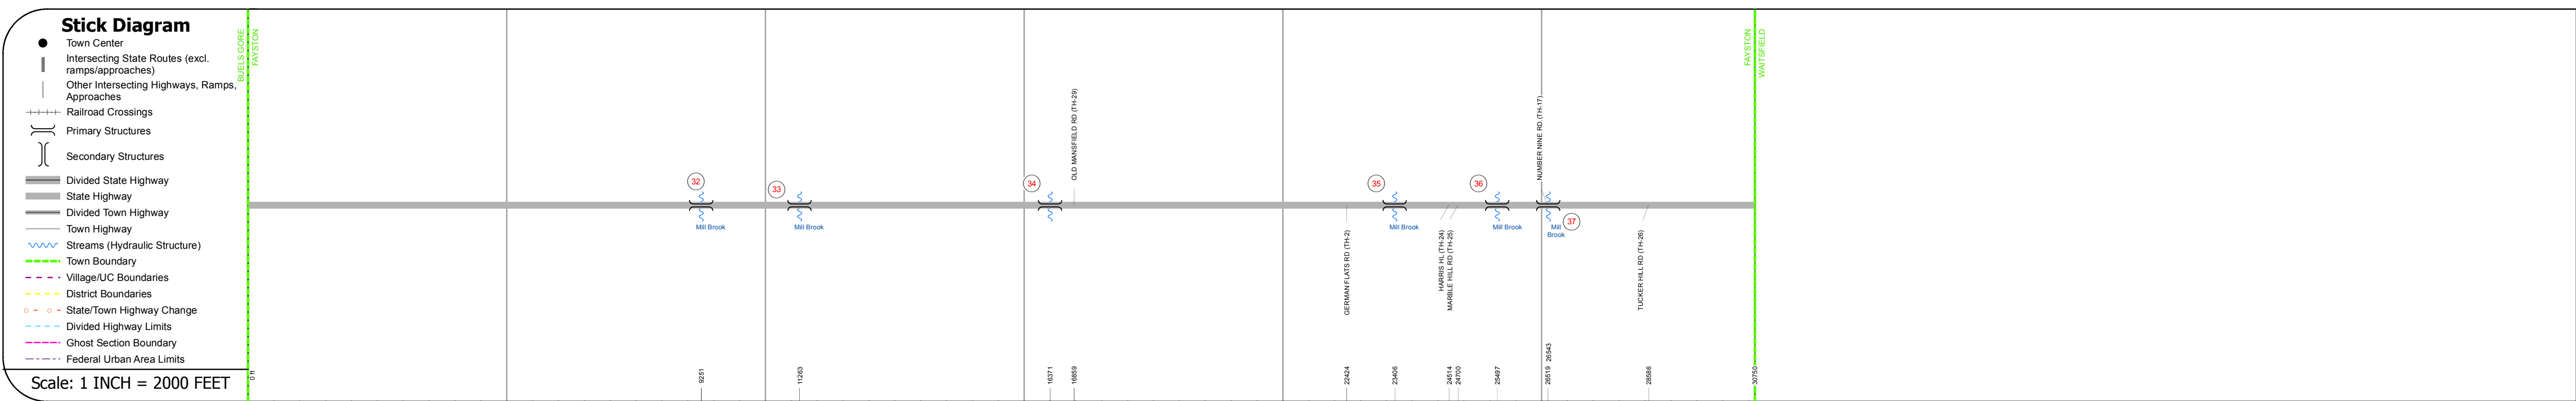 Stick Diagram
Town Center
Intersecting State Routes (excl.
ramps/approaches)
Other Intersecting Highways, Ramps,
Approaches
Railroad Crossings
Primary Structures
Secondary Structures
Divided State Highway
State Highway
Divided Town Highway
Town Highway
Streams (Hydraulic Structure)
Town Boundary
Village/UC Boundaries
District Boundaries
State/Town Highway Change
Divided Highway Limits
Ghost Section Boundary
Federal Urban Area Limits
Scale: 1 INCH = 2000 FEET
BUELS GORE
FAYSTON
FAYSTON
WAITSFIELD
OLD MANSFIELD RD (TH-29)
NUMBER NINE RD (TH-17)
32
33
34
35
36
37
Mill Brook
Mill Brook
Mill Brook
Mill Brook
Mill
Brook
GERMAN FLATS RD (TH-2)
HARRIS HL (TH-24)
MARBLE HILL RD (TH-25)
TUCKER HILL RD (TH-26)
0 ft
9251
11263
16371
16859
22424
23406
24514
24700
25497
26519
26543
28586
30750